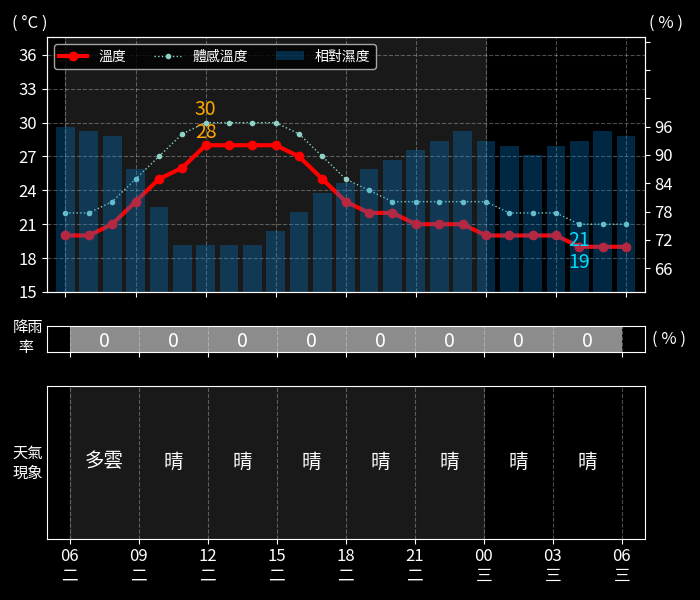 ( °C )
( % )
溫度
體感溫度
相對濕度
36
33
30
27
24
21
18
15
96
90
84
78
72
66
30
28
21
19
降雨
率
0 0 0 0 0 0 0 0
( % )
天氣
現象
多雲 晴 晴 晴 晴 晴 晴 晴
06 09 12 15 18 21 00 03 06
二 二 二 二 二 二 三 三 三